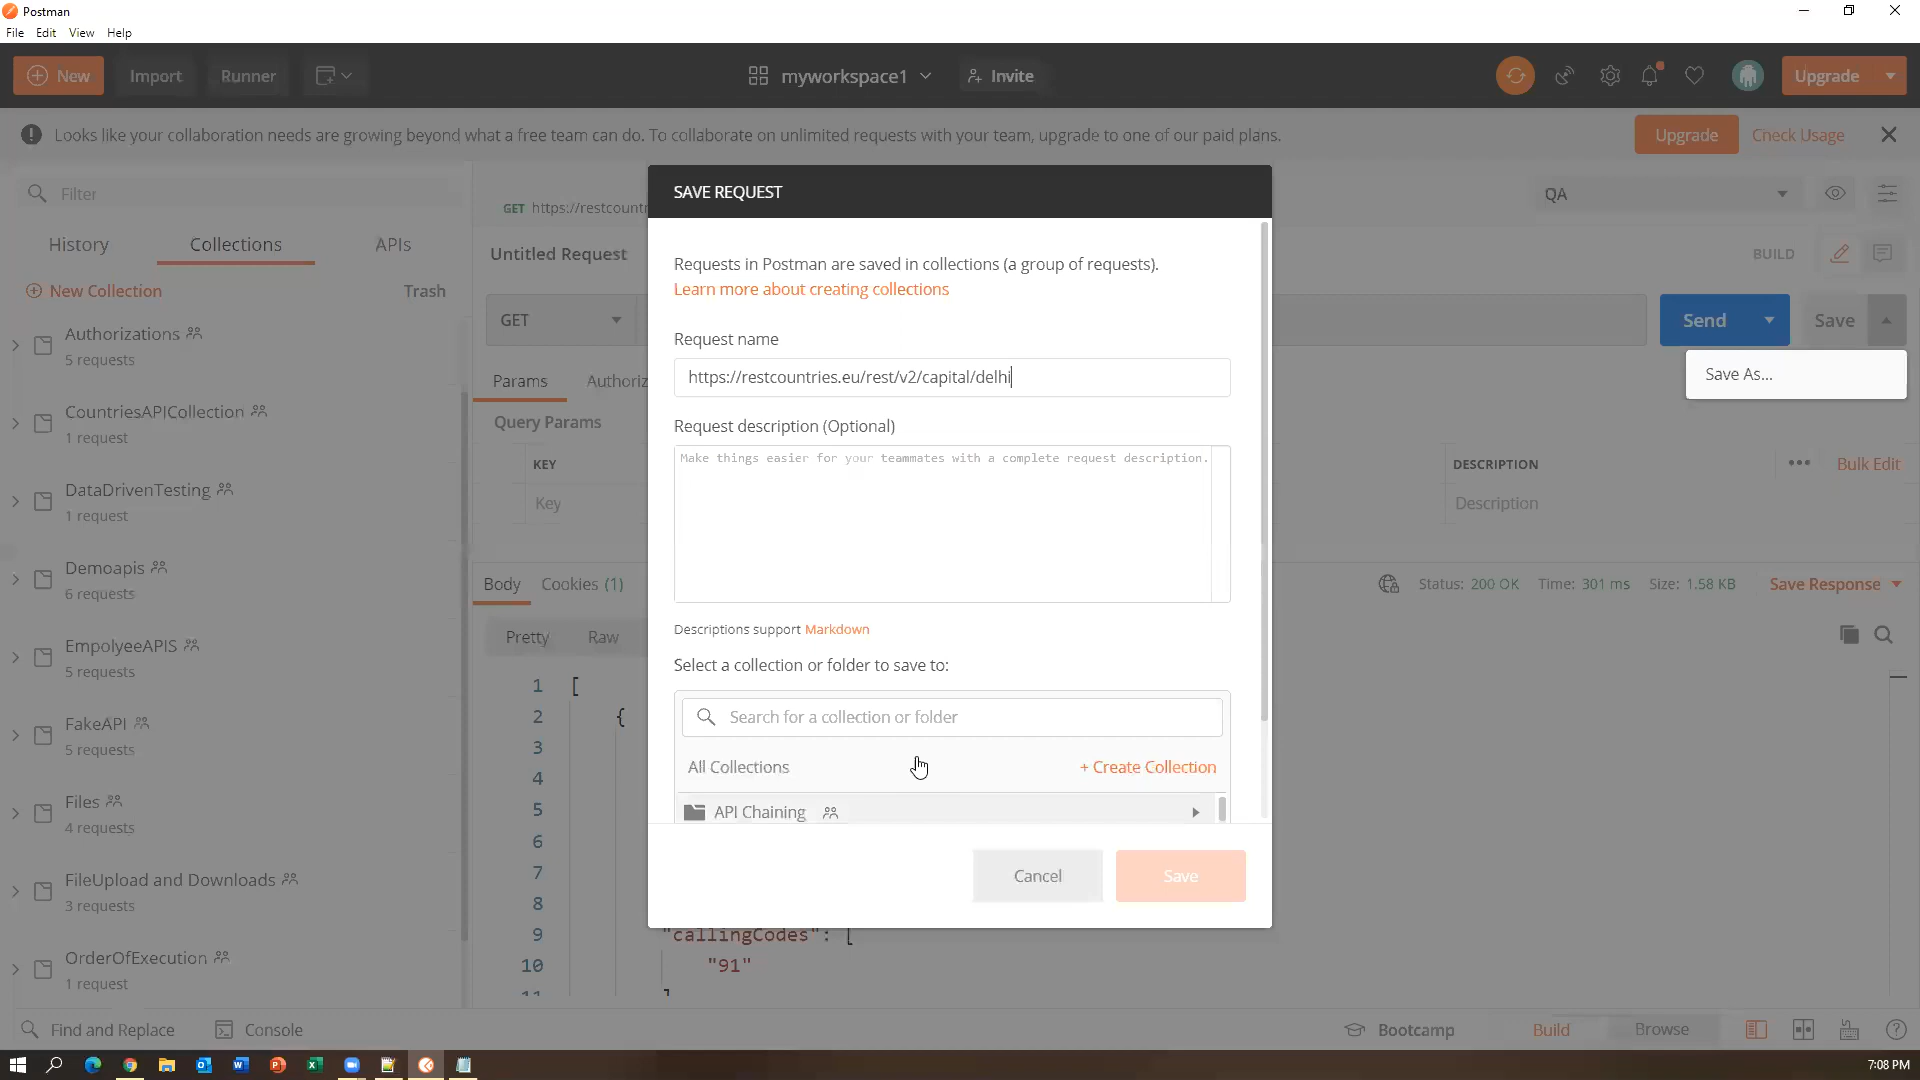 Postman
File Edit View Help
New Import Runner myworkspace1 Invite Upgrade
Looks like your collaboration needs are growing beyond what a free team can do. To collaborate on unlimited requests with your team, upgrade to one of our paid plans. Upgrade Check Usage
Filter
History Collections APIs
New Collection Trash
Authorizations
5 requests
CountriesAPICollection
1 request
DataDrivenTesting
1 request
Demoapis
6 requests
EmpolyeeAPIS
5 requests
FakeAPI
5 requests
Files
4 requests
FileUpload and Downloads
3 requests
OrderOfExecution
1 request
GET https://restcountr
QA
Untitled Request
BUILD
GET
Send Save
Save As...
Params Authoriz
Query Params
KEY DESCRIPTION Bulk Edit
Key Description
Body Cookies (1) Status: 200 OK Time: 301 ms Size: 1.58 KB Save Response
Pretty Raw
1 [
2 {
3
4
5
6
7
8
9 "callingCodes": [
10 "91"
11 ]
SAVE REQUEST
Requests in Postman are saved in collections (a group of requests).
Learn more about creating collections
Request name
https://restcountries.eu/rest/v2/capital/delhi
Request description (Optional)
Make things easier for your teammates with a complete request description.
Descriptions support Markdown
Select a collection or folder to save to:
Search for a collection or folder
All Collections + Create Collection
API Chaining
Cancel Save
Find and Replace Console Bootcamp Build Browse
7:08 PM